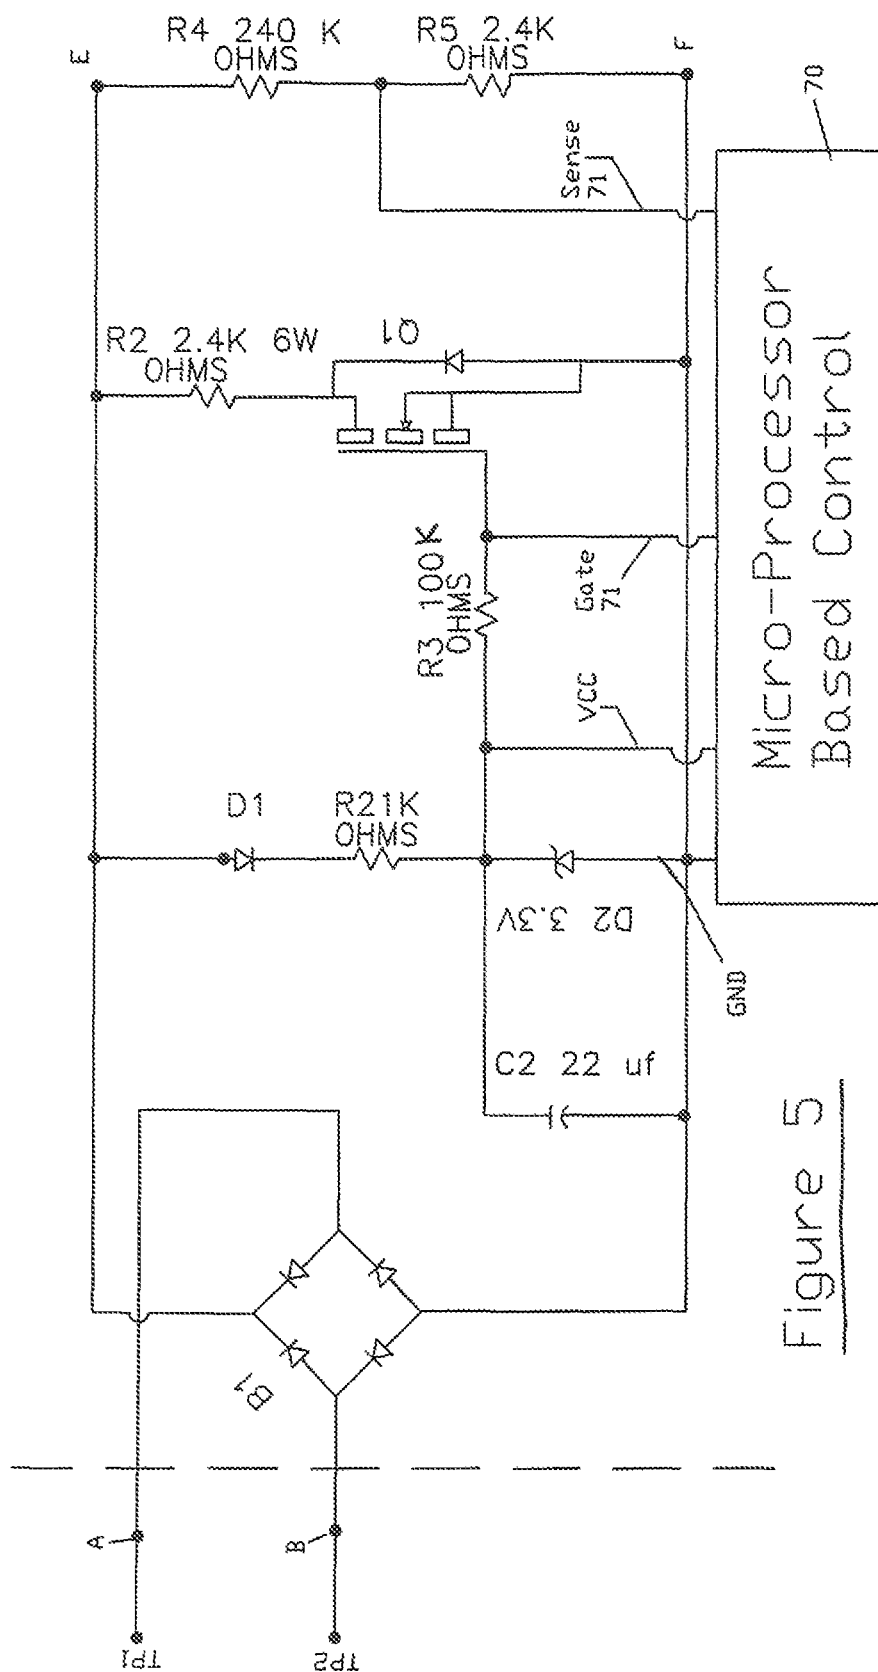 E
R4 240 K
OHMS
R5 2.4K
OHMS
F
70
Sense
71
R2 2.4K 6W
OHMS
Q1
R3 100K
OHMS
Gate
71
VCC
D1
R21K
OHMS
D2 3.3V
GND
C2 22 uf
B1
A
B
TP1
TP2
Micro-Processor
Based Control
Figure 5